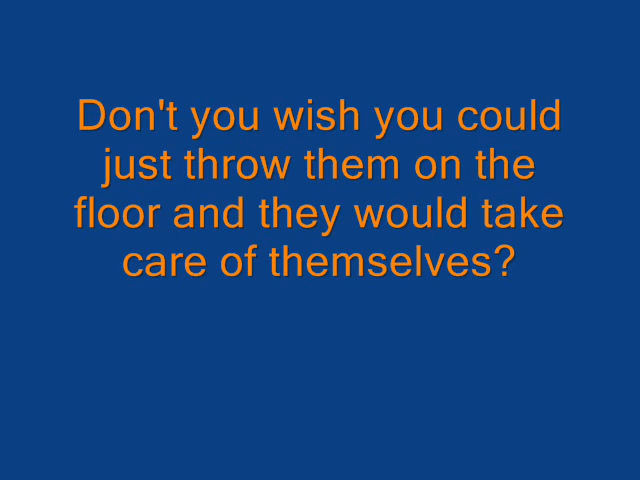 Don't you wish you could
just throw them on the
floor and they would take
care of themselves?